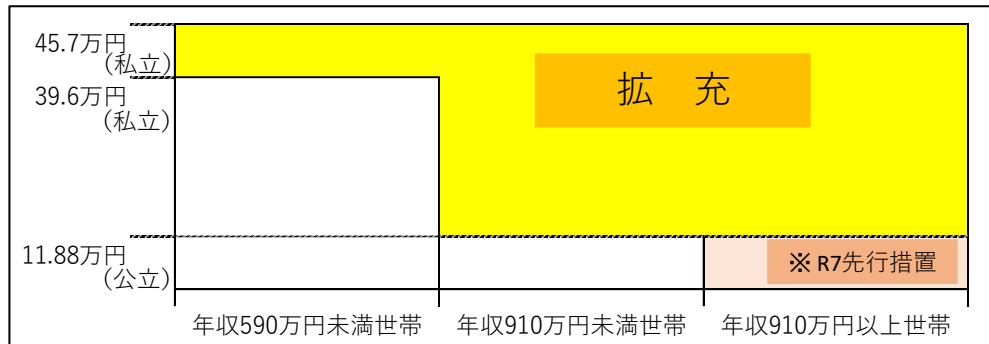 45.7万円
（私立）
39.6万円
（私立）
拡　充
11.88万円
（公立）
※ R7先行措置
年収590万円未満世帯
年収910万円未満世帯
年収910万円以上世帯